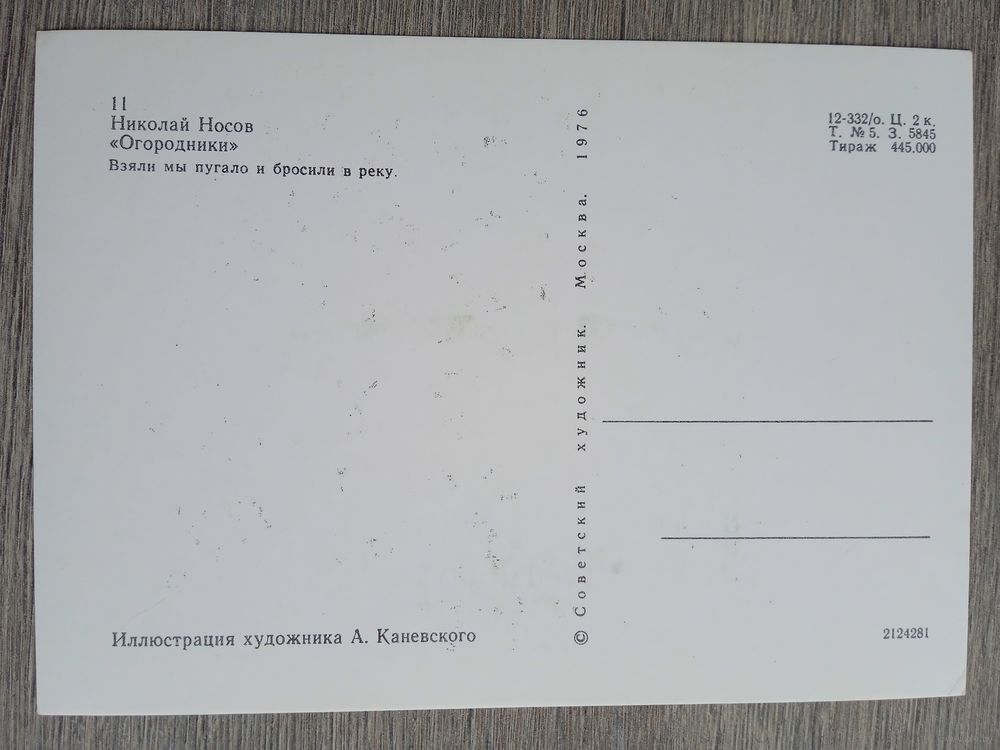 11
Николай Носов
«Огородники»
Взяли мы пугало и бросили в реку.
Иллюстрация художника А. Каневского
© Советский художник. Москва. 1976
12-332/о. Ц. 2 к.
Т. № 5. З. 5845
Тираж 445.000
2124281